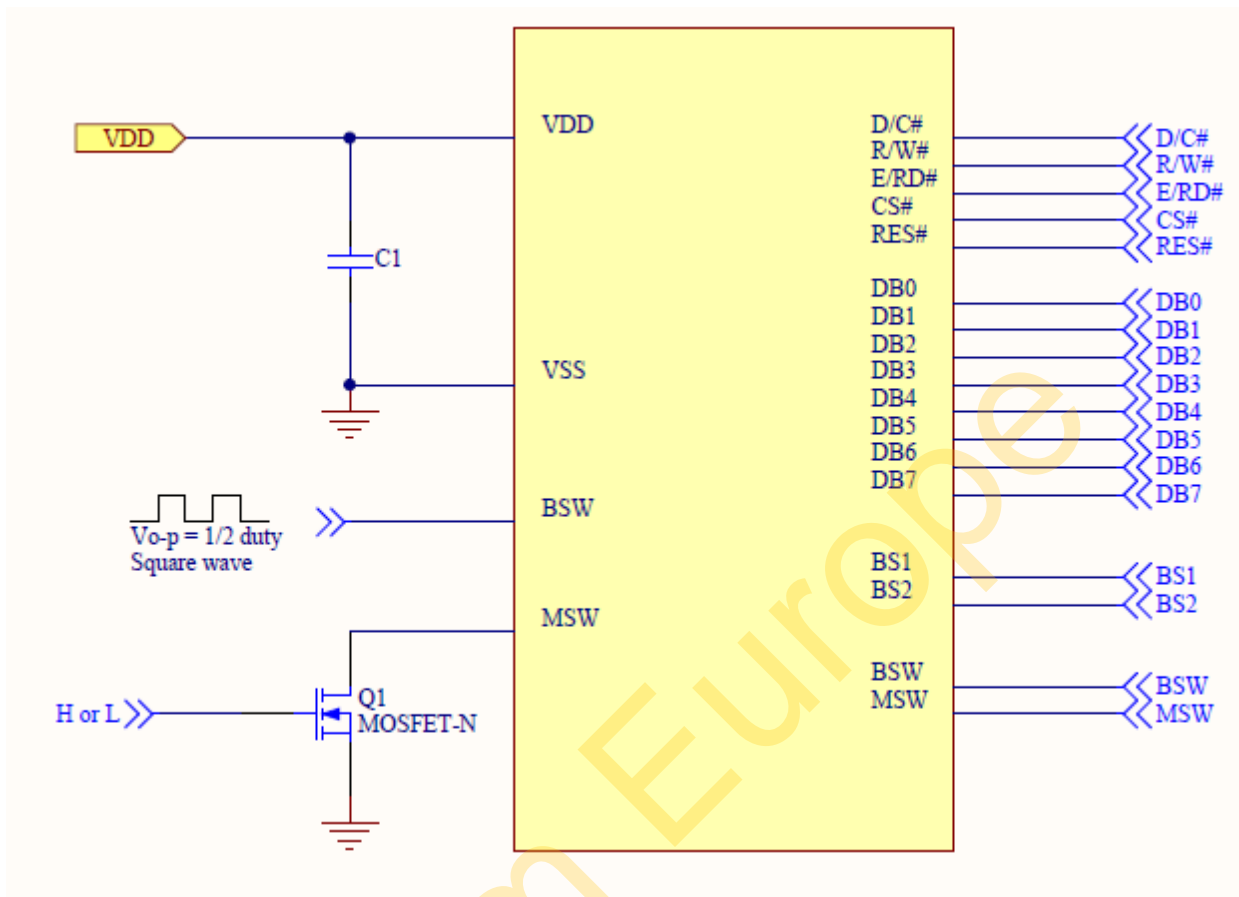 VDD
C1
Vo-p = 1/2 duty
Square wave
H or L
Q1
MOSFET-N
VDD
VSS
BSW
MSW
D/C#
R/W#
E/RD#
CS#
RES#
DB0
DB1
DB2
DB3
DB4
DB5
DB6
DB7
BS1
BS2
BSW
MSW
D/C#
R/W#
E/RD#
CS#
RES#
DB0
DB1
DB2
DB3
DB4
DB5
DB6
DB7
BS1
BS2
BSW
MSW
Europe